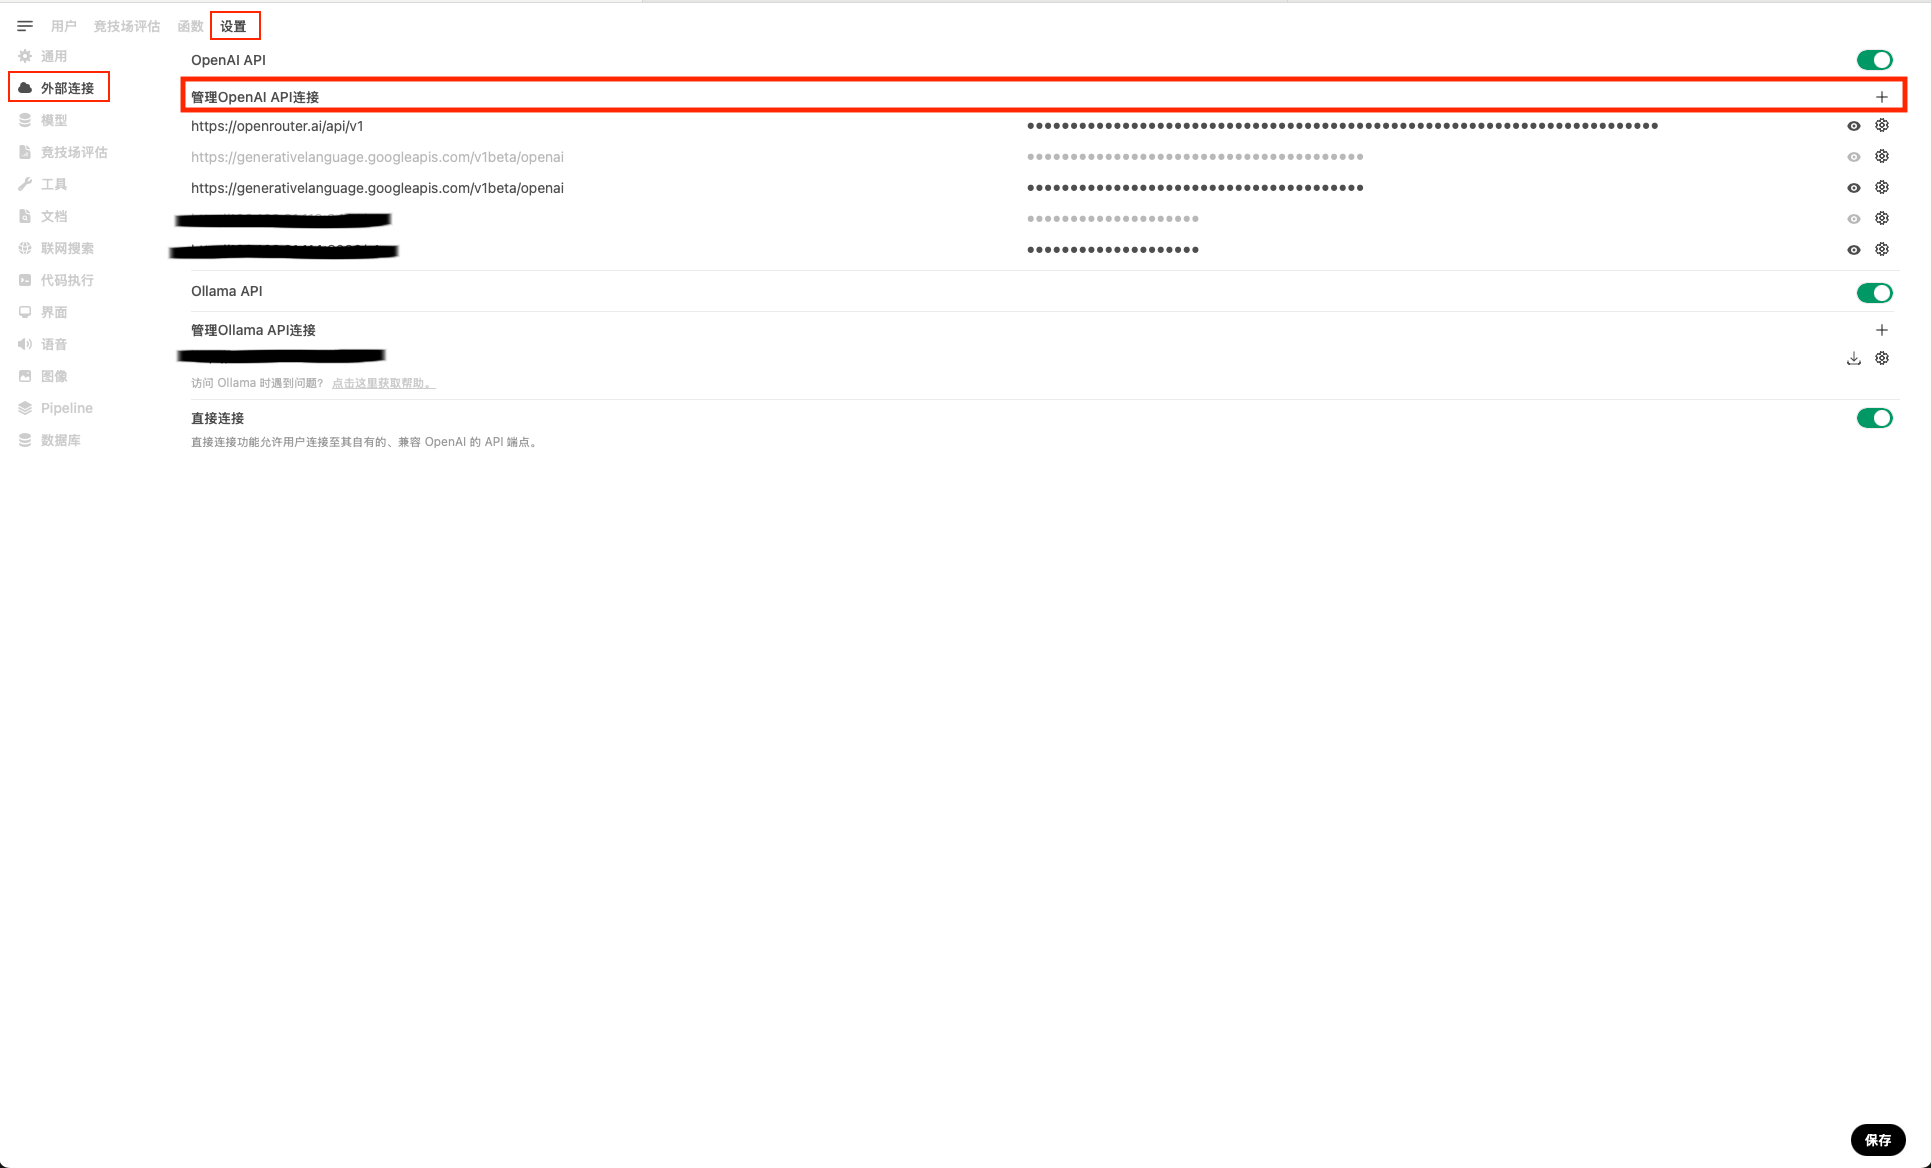 用户 竞技场评估 函数 设置
通用
外部连接
模型
竞技场评估
工具
文档
联网搜索
代码执行
界面
语音
图像
Pipeline
数据库
OpenAI API
管理OpenAI API连接
https://openrouter.ai/api/v1 ●●●●●●●●●●●●●●●●●●●●●●●●●●●●●●●●●●●●●●●●●●●●●●●●●●●●●●●●●●●●●●●●●●●●●●●●●
https://generativelanguage.googleapis.com/v1beta/openai ●●●●●●●●●●●●●●●●●●●●●●●●●●●●●●●●●●●●●●●
https://generativelanguage.googleapis.com/v1beta/openai ●●●●●●●●●●●●●●●●●●●●●●●●●●●●●●●●●●●●●●●
●●●●●●●●●●●●●●●●●●●●
●●●●●●●●●●●●●●●●●●●●
Ollama API
管理Ollama API连接
访问 Ollama 时遇到问题? 点击这里获取帮助。
直接连接
直接连接功能允许用户连接至其自有的、兼容 OpenAI 的 API 端点。
保存